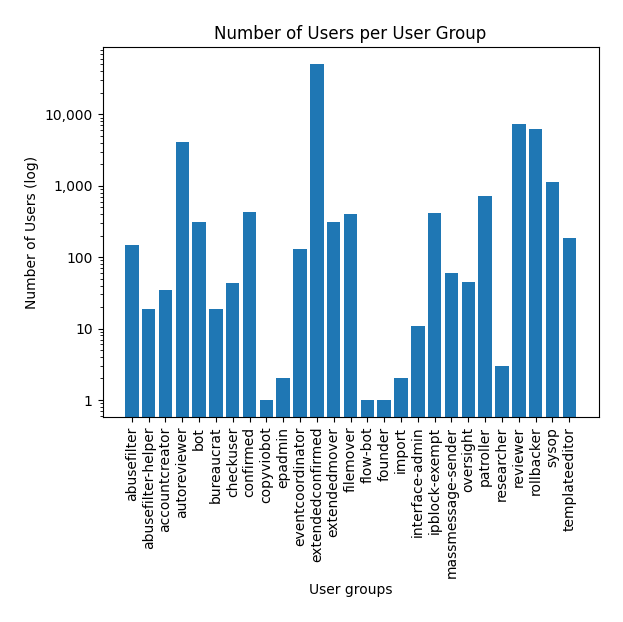 Number of Users per User Group
Number of Users (log)
10,000
1,000
100
10
1
abusefilter
abusefilter-helper
accountcreator
autoreviewer
bot
bureaucrat
checkuser
confirmed
copyviobot
epadmin
eventcoordinator
extendedconfirmed
extendedmover
filemover
flow-bot
founder
import
interface-admin
ipblock-exempt
massmessage-sender
oversight
patroller
researcher
reviewer
rollbacker
sysop
templateeditor
User groups